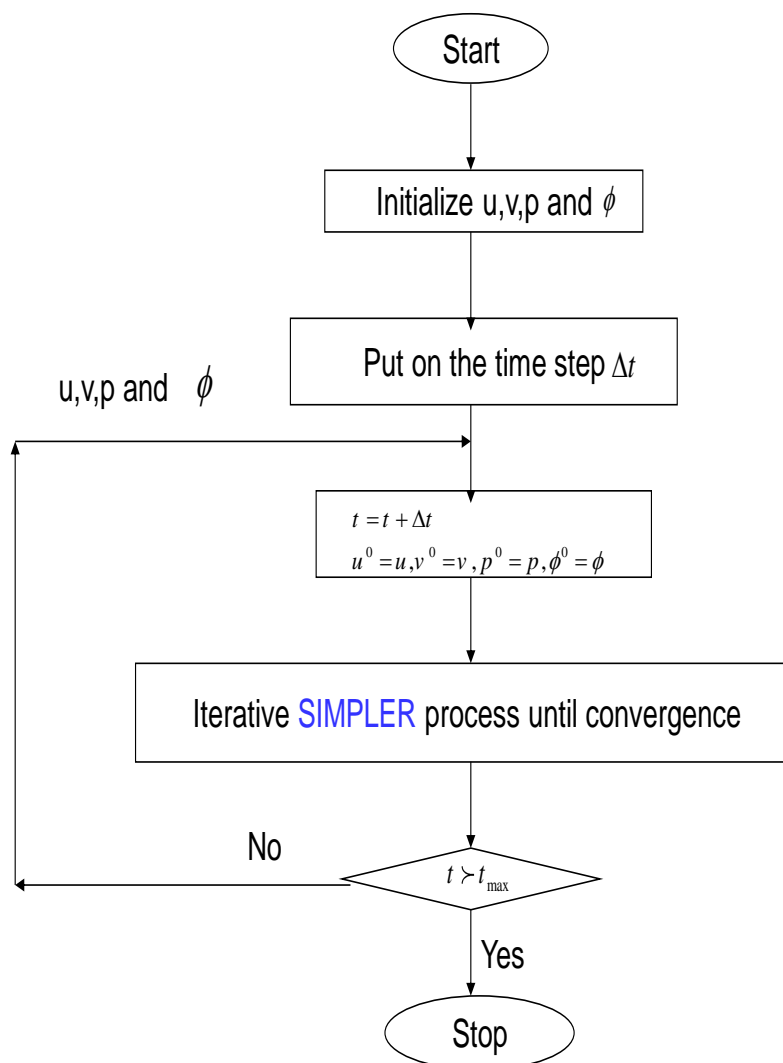 Start
Initialize u,v,p and ϕ
Put on the time step Δt
u,v,p and ϕ
t = t + Δt
u⁰ = u, v⁰ = v, p⁰ = p, ϕ⁰ = ϕ
Iterative SIMPLER process until convergence
No
t ≻ t_max
Yes
Stop